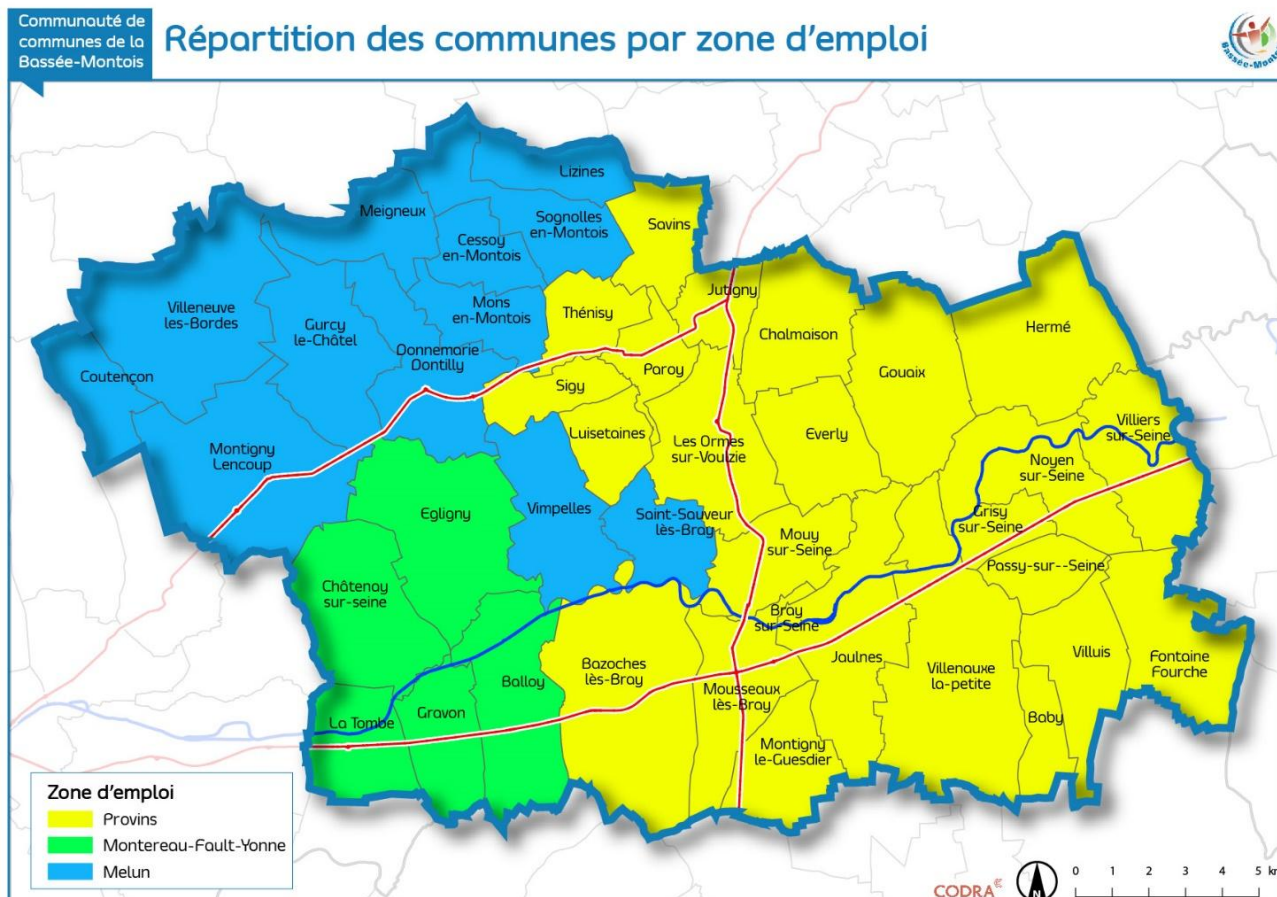 Communauté de
communes de la
Bassée-Montois
Répartition des communes par zone d'emploi
Lizines
Meigneux
Sognolles
en-Montois
Savins
Cessoy
en-Montois
Villeneuve
les-Bordes
Mons
en-Montois
Thénisy
Jutigny
Gurcy
le-Châtel
Chalmaison
Hermé
Donnemarie
Dontilly
Coutençon
Paroy
Gouaix
Sigy
Villiers
sur-Seine
Luisetaines
Les Ormes
sur-Voulzie
Everly
Montigny
Lencoup
Noyen
sur-Seine
Egligny
Vimpelles
Saint-Sauveur
lès-Bray
Grisy
sur-Seine
Mouy
sur-Seine
Passy-sur--Seine
Châtenay
sur-seine
Bray
sur-Seine
Bazoches
lès-Bray
Jaulnes
Villenauxe
la-petite
Villuis
Fontaine
Fourche
Balloy
Mousseaux
lès-Bray
La Tombe
Gravon
Baby
Montigny
le-Guesdier
Zone d'emploi
Provins
Montereau-Fault-Yonne
Melun
CODRA
N
0 1 2 3 4 5 km